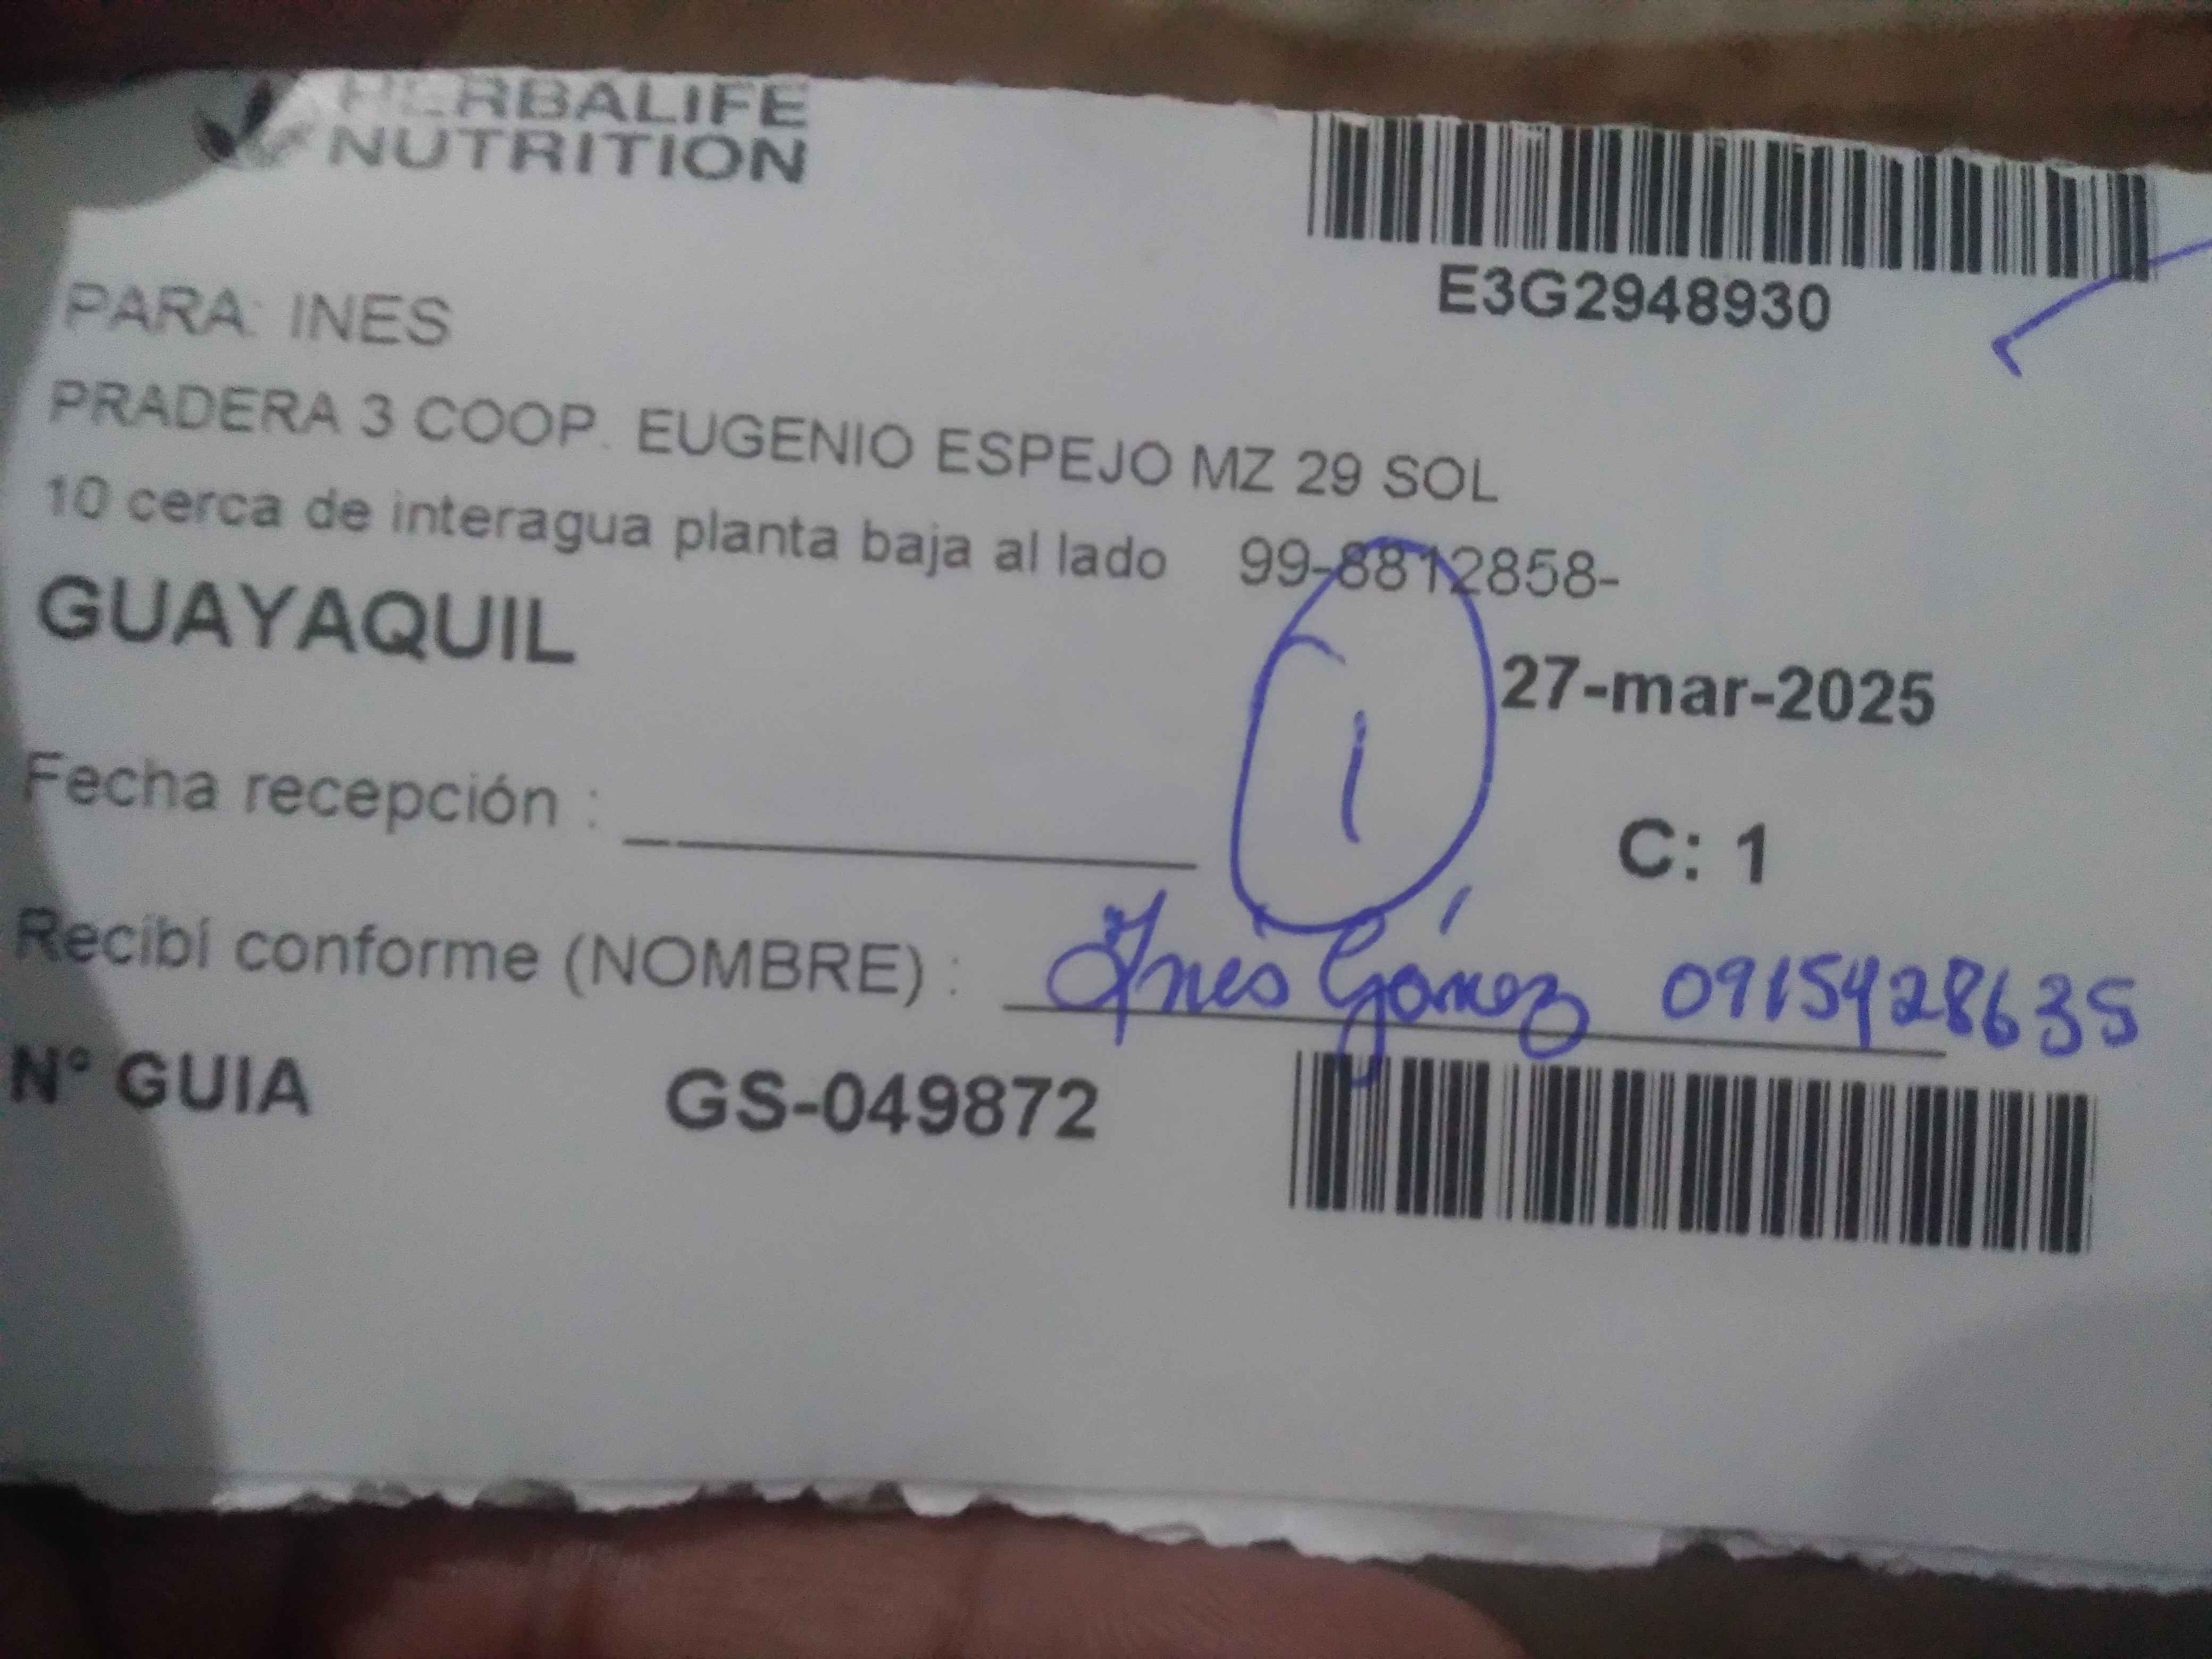 HERBALIFE
NUTRITION
E3G2948930
PARA: INES
PRADERA 3 COOP. EUGENIO ESPEJO MZ 29 SOL
10 cerca de interagua planta baja al lado 99-8812858-
GUAYAQUIL
27-mar-2025
1
Fecha recepción :
C: 1
Recibí conforme (NOMBRE) : Inés Gómez 0915428635
N° GUIA GS-049872